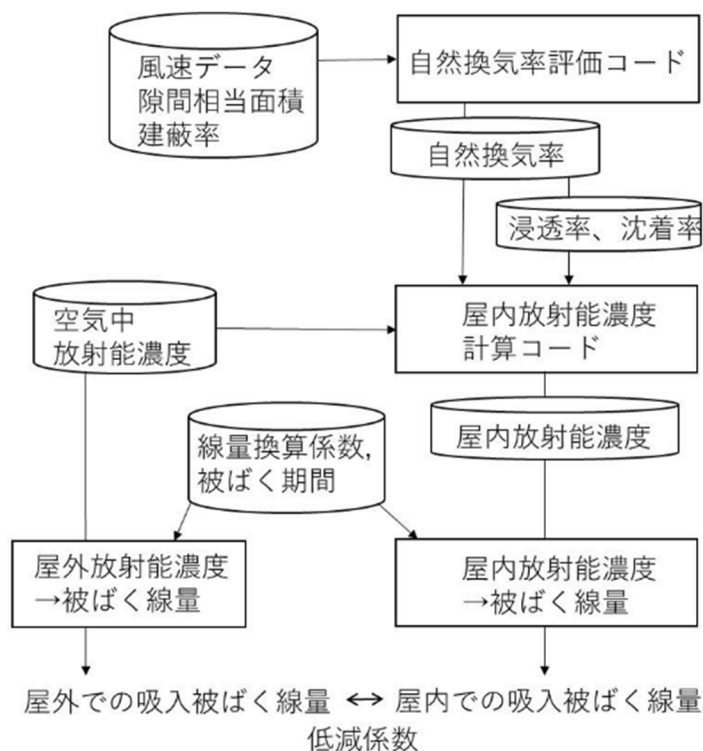 風速データ
隙間相当面積
建蔽率
自然換気率評価コード
自然換気率
浸透率、沈着率
空気中
放射能濃度
屋内放射能濃度
計算コード
線量換算係数,
被ばく期間
屋内放射能濃度
屋外放射能濃度
→被ばく線量
屋内放射能濃度
→被ばく線量
屋外での吸入被ばく線量 ↔ 屋内での吸入被ばく線量
低減係数